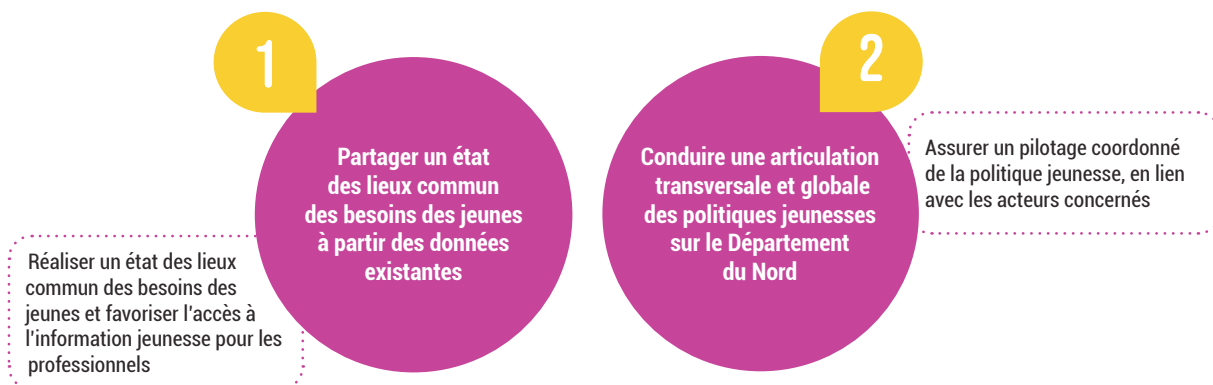 1
Partager un état
des lieux commun
des besoins des jeunes
à partir des données
existantes
Réaliser un état des lieux
commun des besoins des
jeunes et favoriser l'accès à
l'information jeunesse pour les
professionnels
2
Conduire une articulation
transversale et globale
des politiques jeunesses
sur le Département
du Nord
Assurer un pilotage coordonné
de la politique jeunesse, en lien
avec les acteurs concernés